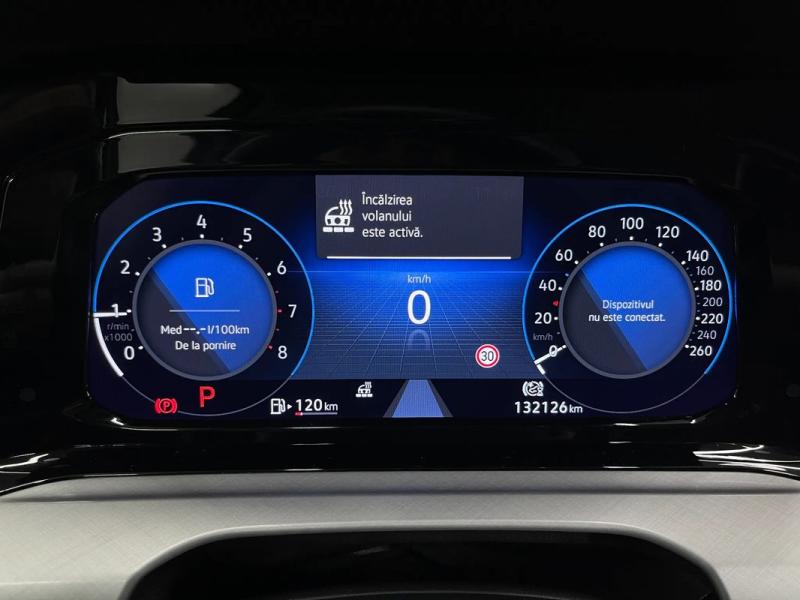 Încălzirea
volanului
este activă.
km/h
0
30
0
1
2
3
4
5
6
7
8
r/min
x1000
Med --,- l/100km
De la pornire
0
20
40
60
80
100
120
140
160
180
200
220
240
260
km/h
Dispozitivul
nu este conectat.
(P)
P
120 km
132126 km